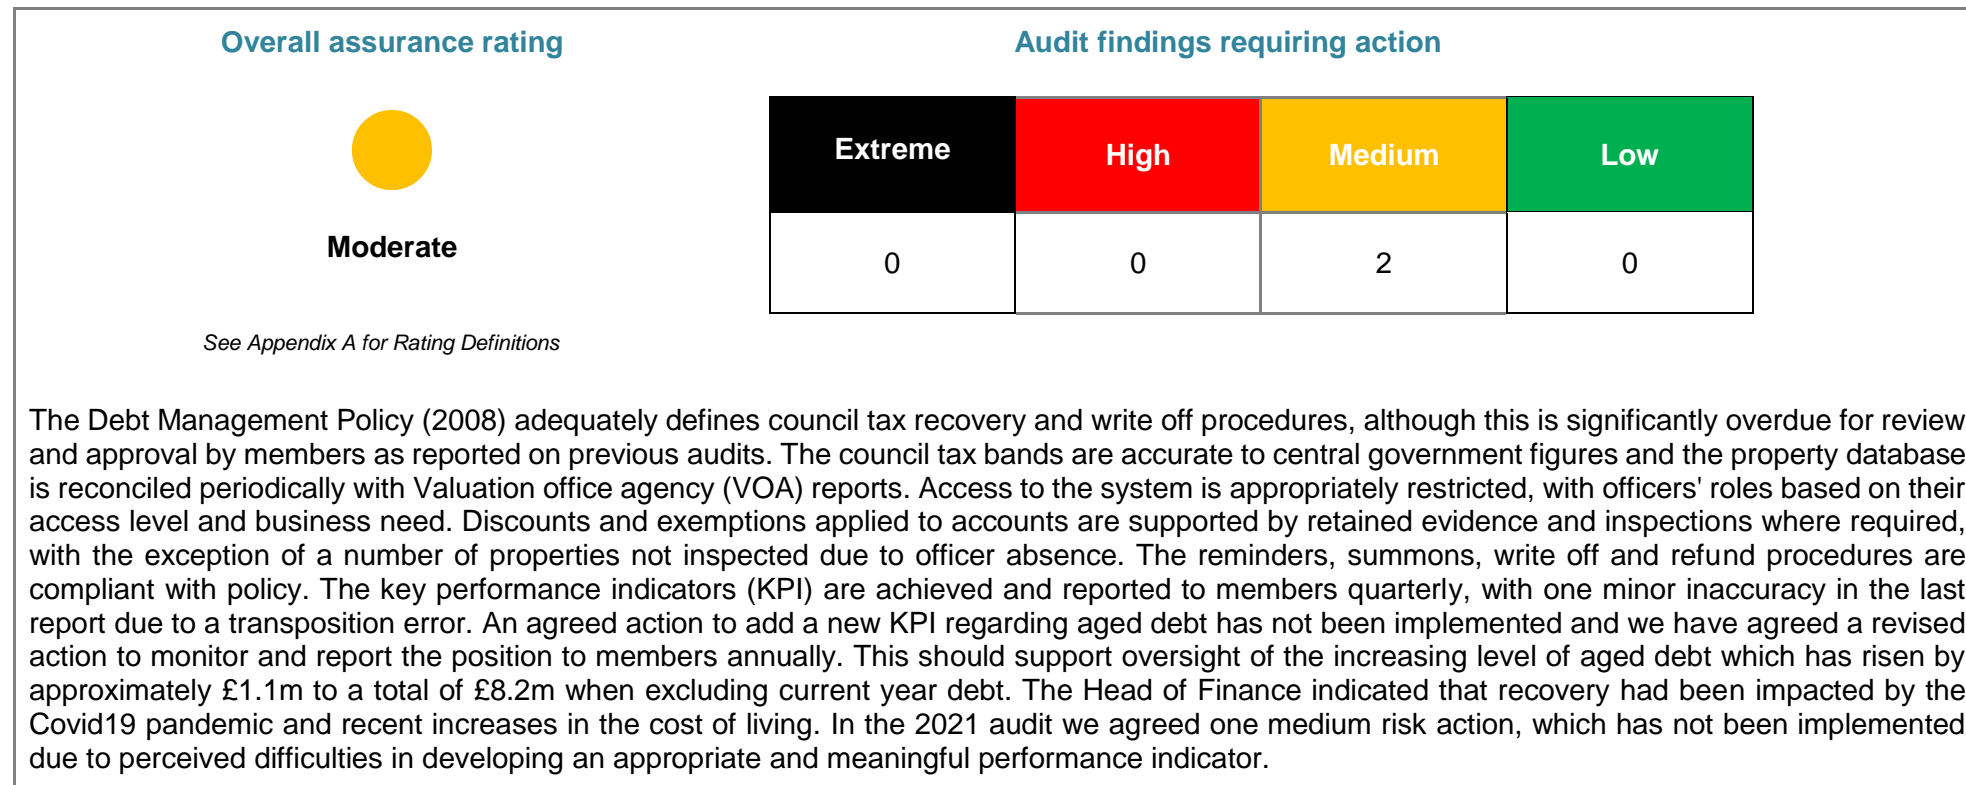 Overall assurance rating
Audit findings requiring action
Extreme
High
Medium
Low
Moderate
0
0
2
0
See Appendix A for Rating Definitions
The Debt Management Policy (2008) adequately defines council tax recovery and write off procedures, although this is significantly overdue for review
and approval by members as reported on previous audits. The council tax bands are accurate to central government figures and the property database
is reconciled periodically with Valuation office agency (VOA) reports. Access to the system is appropriately restricted, with officers' roles based on their
access level and business need. Discounts and exemptions applied to accounts are supported by retained evidence and inspections where required,
with the exception of a number of properties not inspected due to officer absence. The reminders, summons, write off and refund procedures are
compliant with policy. The key performance indicators (KPI) are achieved and reported to members quarterly, with one minor inaccuracy in the last
report due to a transposition error. An agreed action to add a new KPI regarding aged debt has not been implemented and we have agreed a revised
action to monitor and report the position to members annually. This should support oversight of the increasing level of aged debt which has risen by
approximately £1.1m to a total of £8.2m when excluding current year debt. The Head of Finance indicated that recovery had been impacted by the
Covid19 pandemic and recent increases in the cost of living. In the 2021 audit we agreed one medium risk action, which has not been implemented
due to perceived difficulties in developing an appropriate and meaningful performance indicator.